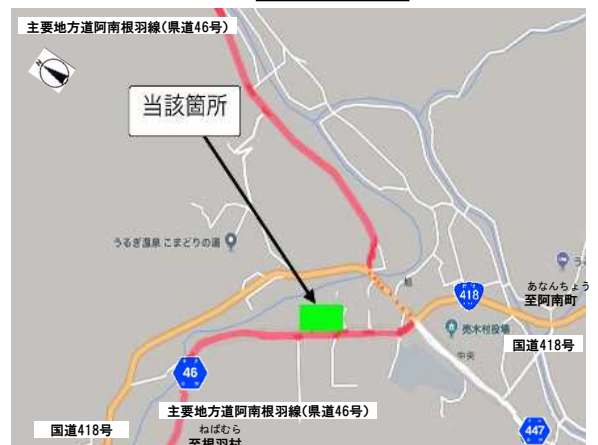 主要地方道阿南根羽線(県道46号)
N
当該箇所
うるぎ温泉 こまどりの湯
旭
418
あなんちょう
至阿南町
売木村役場
国道418号
中央
46
主要地方道阿南根羽線(県道46号)
ねばむら
至根羽村
国道418号
447